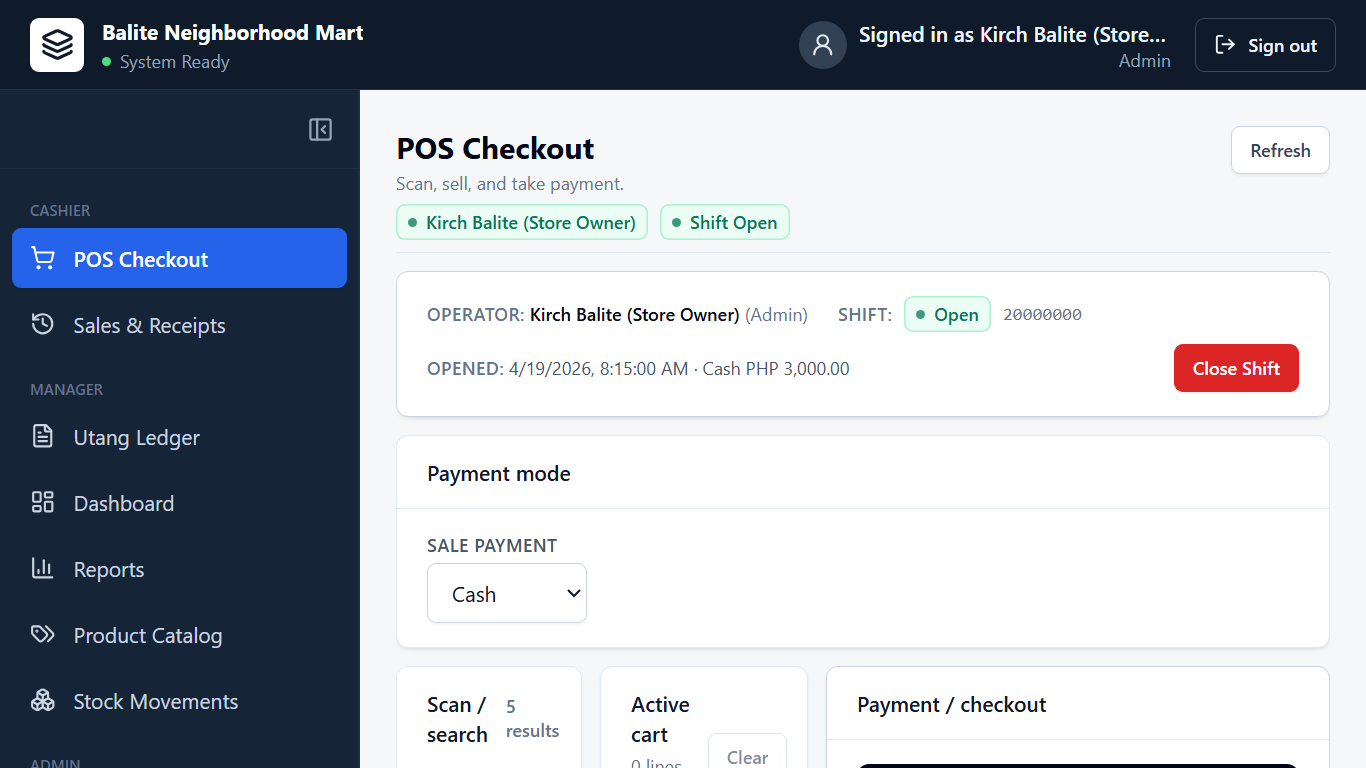 Balite Neighborhood Mart
System Ready
Signed in as Kirch Balite (Store...
Admin
Sign out
CASHIER
POS Checkout
Sales & Receipts
MANAGER
Utang Ledger
Dashboard
Reports
Product Catalog
Stock Movements
ADMIN
POS Checkout
Refresh
Scan, sell, and take payment.
Kirch Balite (Store Owner)
Shift Open
OPERATOR: Kirch Balite (Store Owner) (Admin) SHIFT: Open 20000000
OPENED: 4/19/2026, 8:15:00 AM · Cash PHP 3,000.00
Close Shift
Payment mode
SALE PAYMENT
Cash
Scan /
search
5
results
Active
cart
0 lines
Clear
Payment / checkout